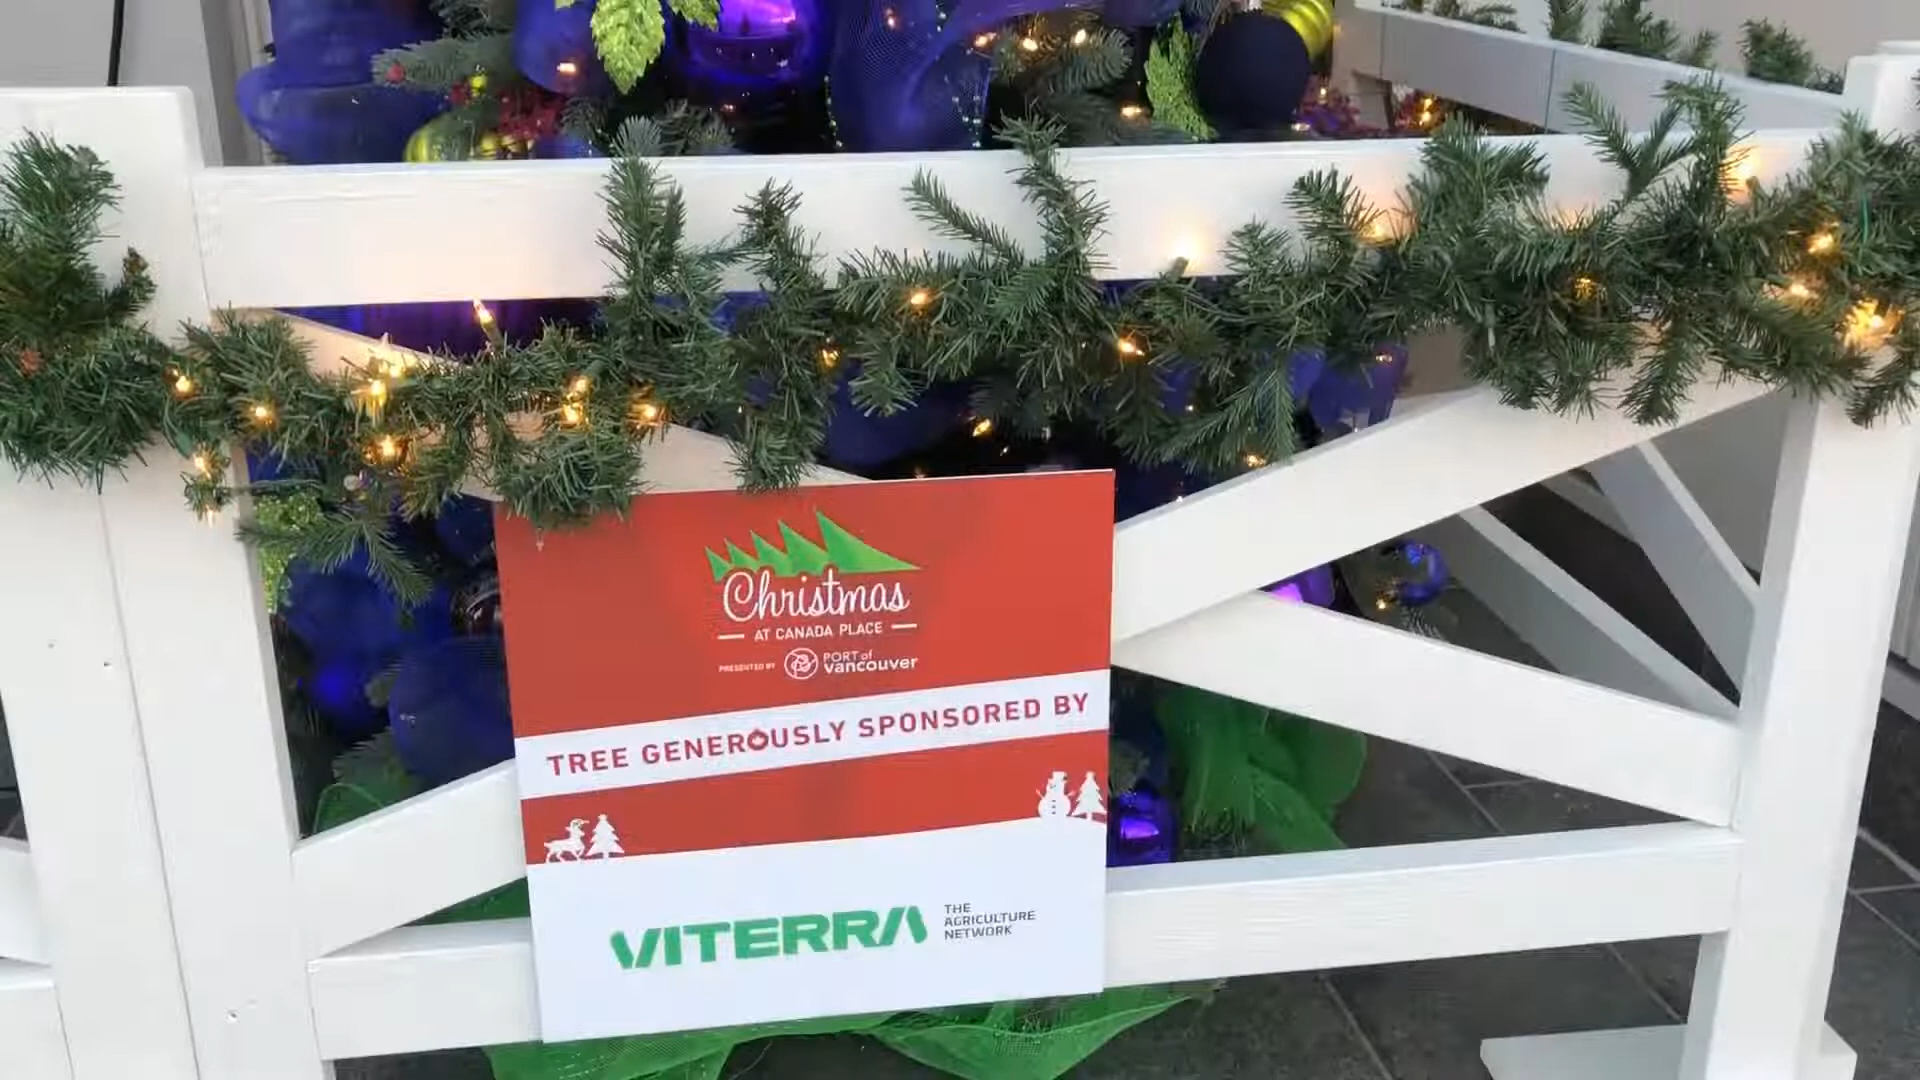 Christmas
AT CANADA PLACE
PRESENTED BY PORT of vancouver
TREE GENEROUSLY SPONSORED BY
VITERRA THE
AGRICULTURE
NETWORK